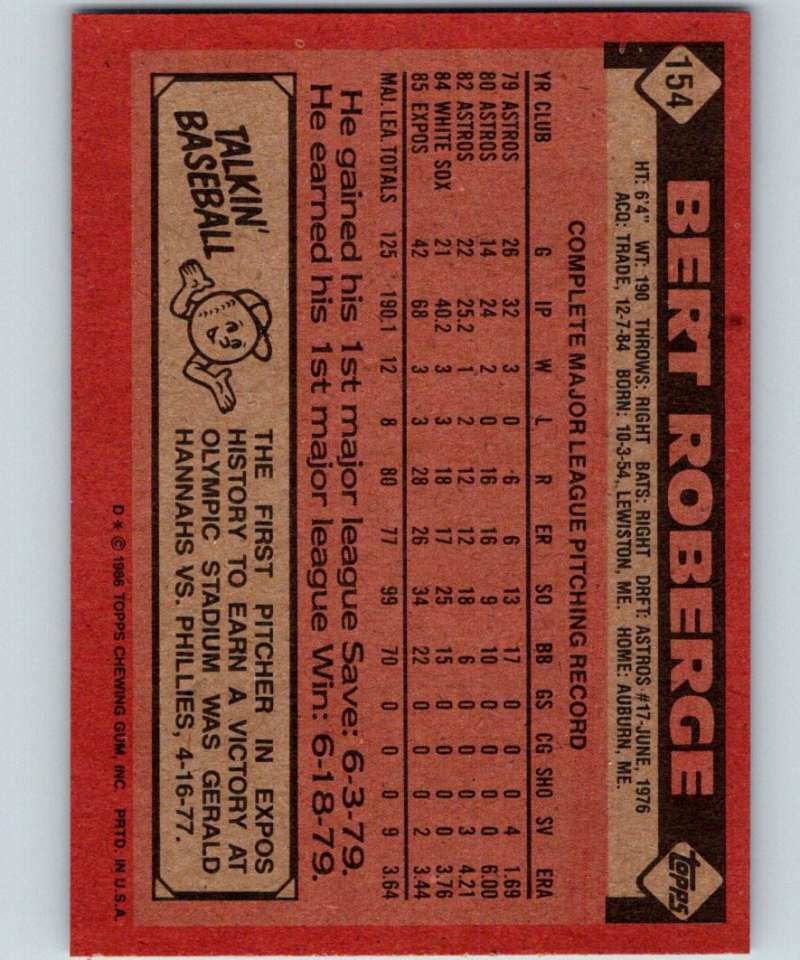 154
BERT ROBERGE
topps
HT: 6'4" WT: 190 THROWS: RIGHT BATS: RIGHT DRFT: ASTROS #17-JUNE, 1976
ACQ: TRADE, 12-7-84 BORN: 10-3-54, LEWISTON, ME. HOME: AUBURN, ME.
COMPLETE MAJOR LEAGUE PITCHING RECORD
YR CLUB G IP W L R ER SO BB GS CG SHO SV ERA
79 ASTROS 26 32 3 0 6 6 13 17 0 0 0 4 1.69
80 ASTROS 14 24 2 0 16 16 9 10 0 0 0 0 6.00
82 ASTROS 22 25.2 1 2 12 12 18 6 0 0 0 3 4.21
84 WHITE SOX 21 40.2 3 3 18 17 25 15 0 0 0 0 3.76
85 EXPOS 42 68 3 3 28 26 34 22 0 0 0 2 3.44
MAJ. LEA. TOTALS 125 190.1 12 8 80 77 99 70 0 0 0 9 3.64
He gained his 1st major league Save: 6-3-79.
He earned his 1st major league Win: 6-18-79.
TALKIN'
BASEBALL
THE FIRST PITCHER IN EXPOS
HISTORY TO EARN A VICTORY AT
OLYMPIC STADIUM WAS GERALD
HANNAHS VS. PHILLIES, 4-16-77.
D * © 1986 TOPPS CHEWING GUM, INC. PRTD. IN U.S.A.